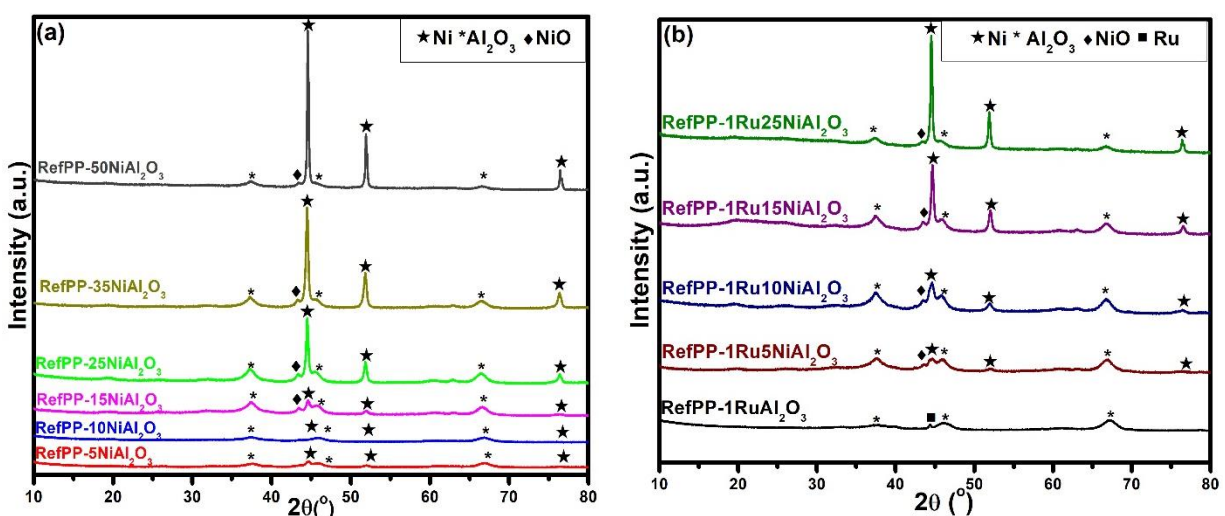 (a)
★Ni *Al₂O₃ ♦NiO
RefPP-50NiAl₂O₃
RefPP-35NiAl₂O₃
RefPP-25NiAl₂O₃
RefPP-15NiAl₂O₃
RefPP-10NiAl₂O₃
RefPP-5NiAl₂O₃
Intensity (a.u.)
10 20 30 40 50 60 70 80
2θ(°)
(b)
★ Ni * Al₂O₃ ♦NiO ■ Ru
RefPP-1Ru25NiAl₂O₃
RefPP-1Ru15NiAl₂O₃
RefPP-1Ru10NiAl₂O₃
RefPP-1Ru5NiAl₂O₃
RefPP-1RuAl₂O₃
Intensity (a.u.)
10 20 30 40 50 60 70 80
2θ (°)